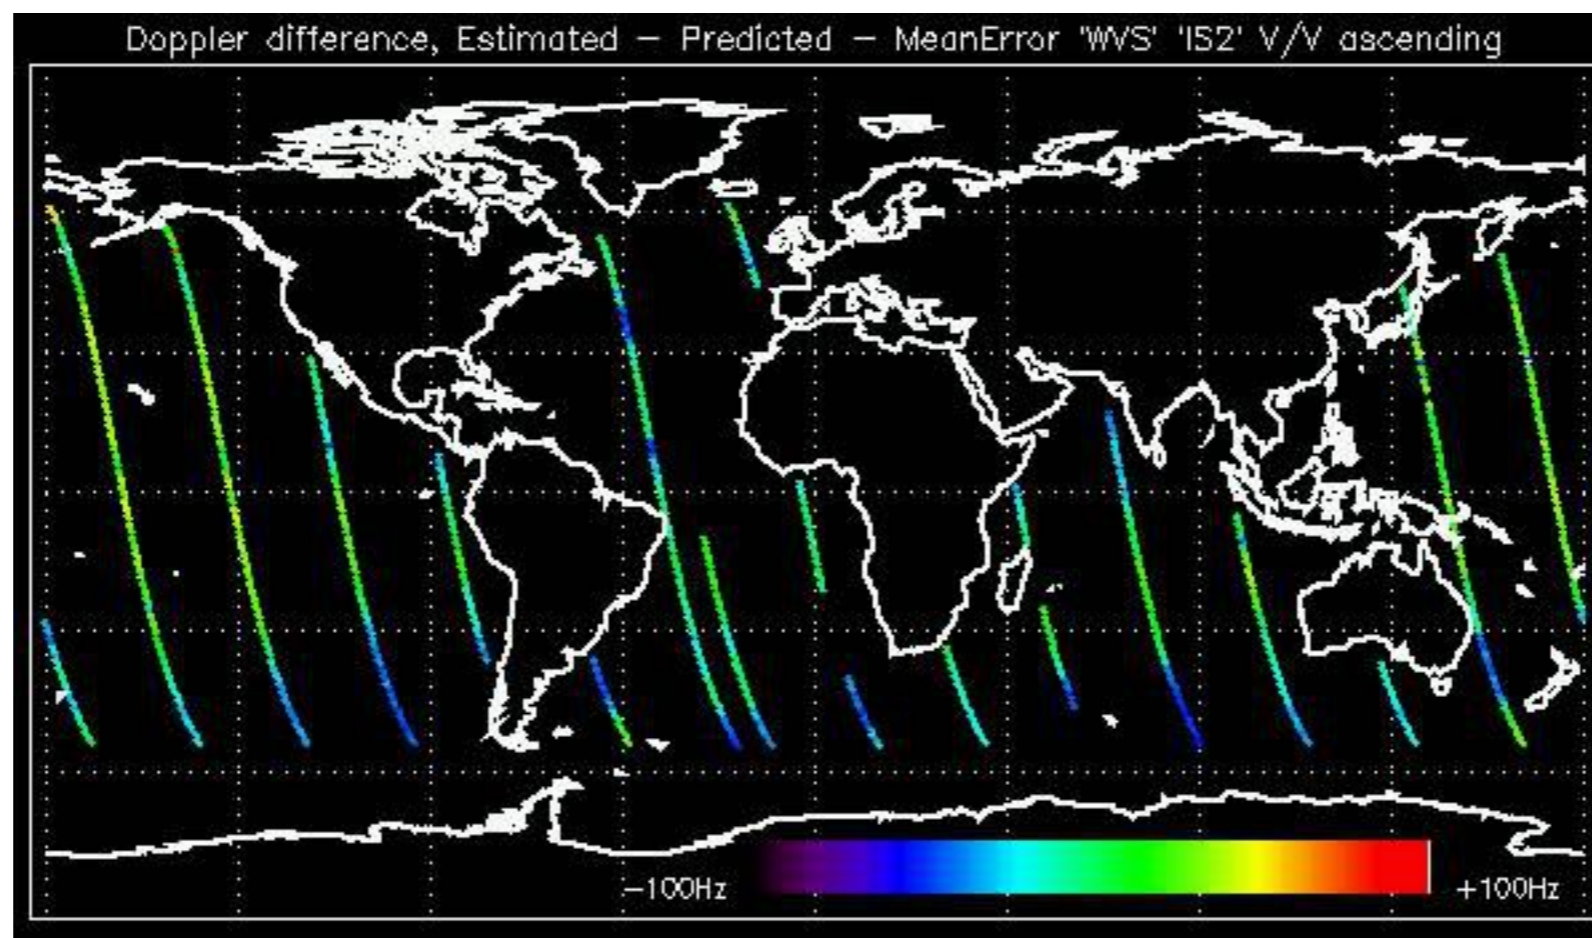 Doppler difference, Estimated – Predicted – MeanError 'WVS' 'IS2' V/V ascending
–100Hz
+100Hz